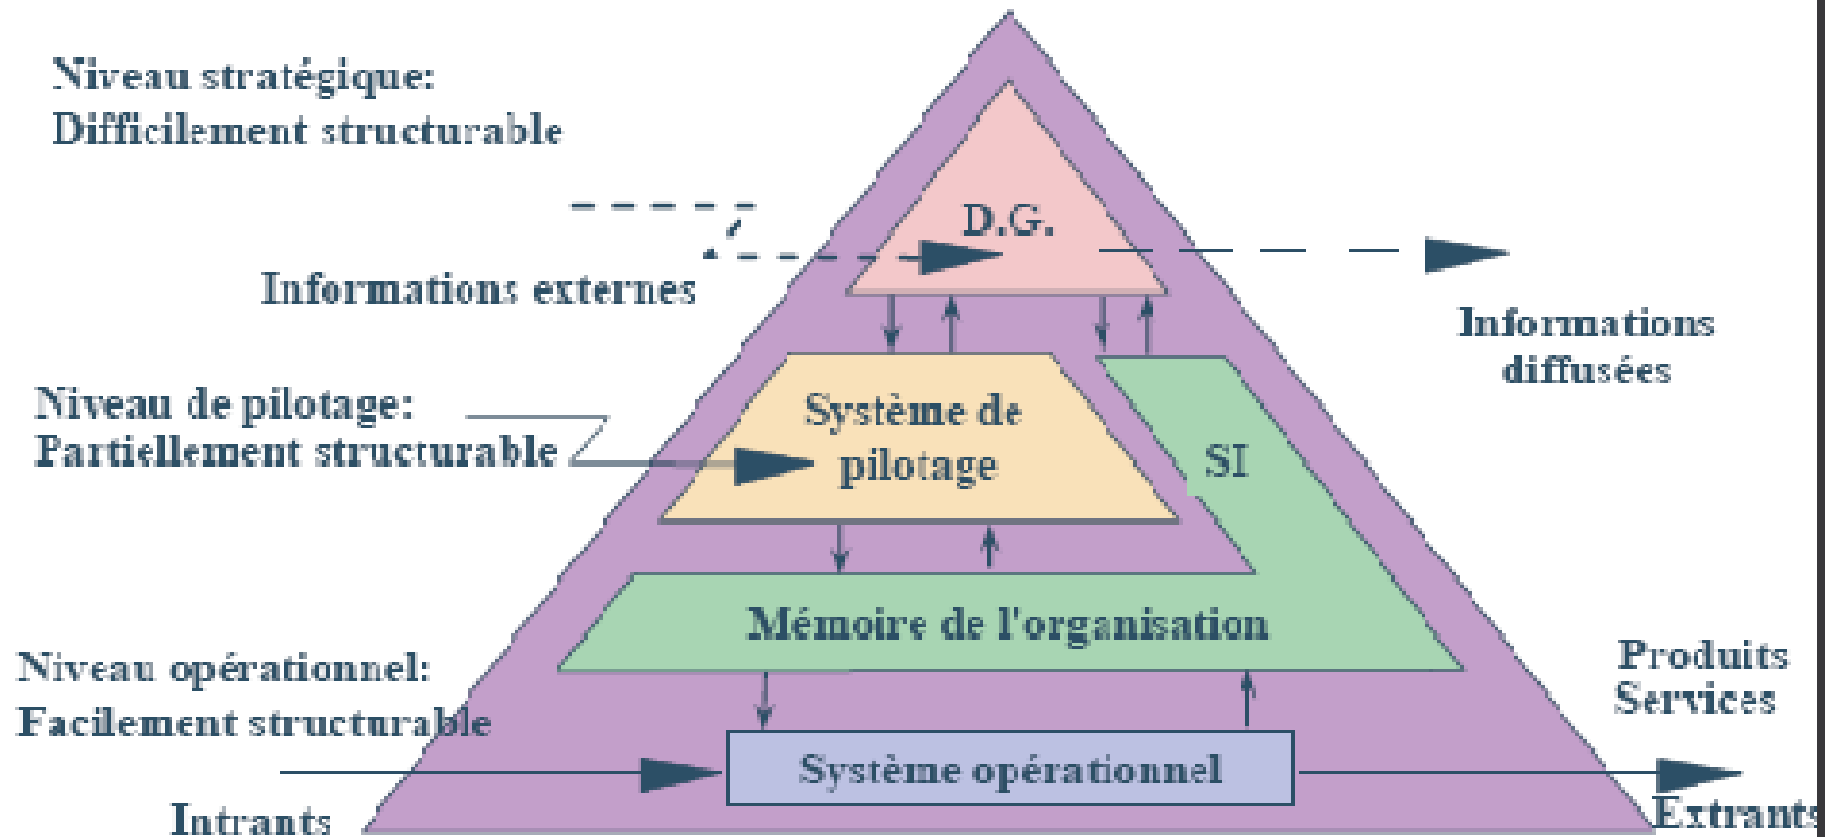 Niveau stratégique:
Difficilement structurable
D.G.
Informations externes
Informations
diffusées
Niveau de pilotage:
Partiellement structurable
Système de
pilotage
SI
Mémoire de l'organisation
Niveau opérationnel:
Facilement structurable
Produits
Services
Système opérationnel
Intrants
Extrants